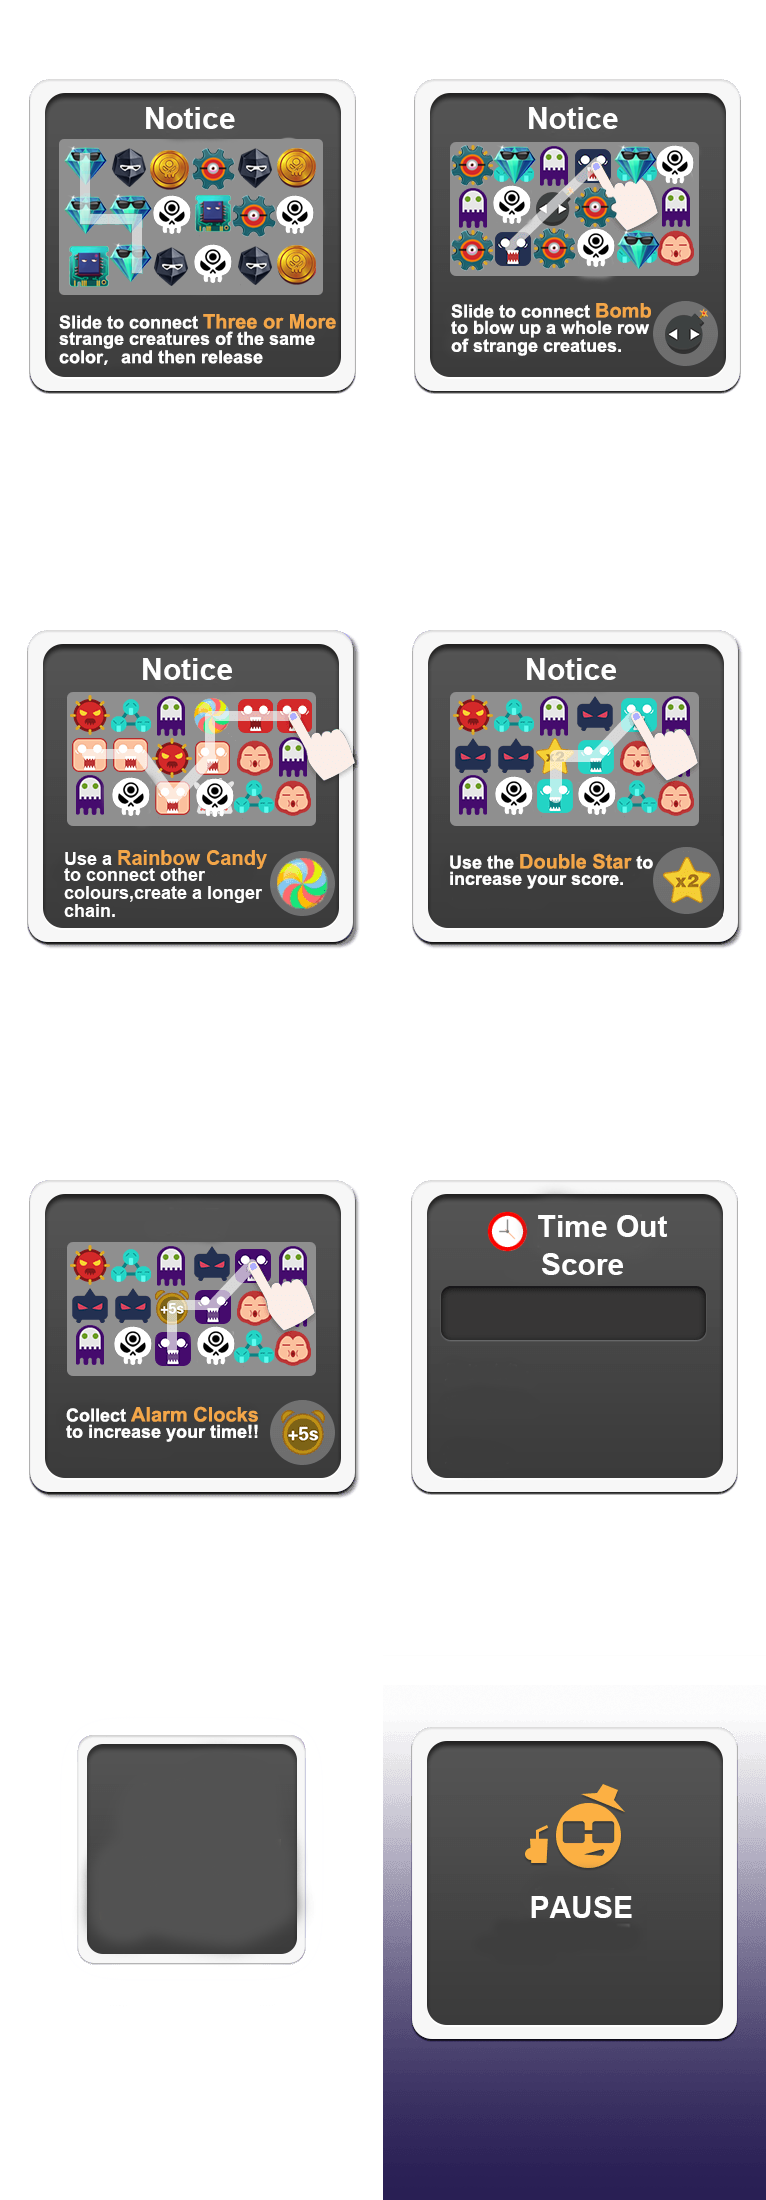 Notice
Slide to connect Three or More
strange creatures of the same
color, and then release
Notice
Slide to connect Bomb
to blow up a whole row
of strange creatues.
Notice
Use a Rainbow Candy
to connect other
colours,create a longer
chain.
Notice
x2
Use the Double Star to
increase your score.
x2
+5s
Collect Alarm Clocks
to increase your time!!
+5s
Time Out
Score
PAUSE